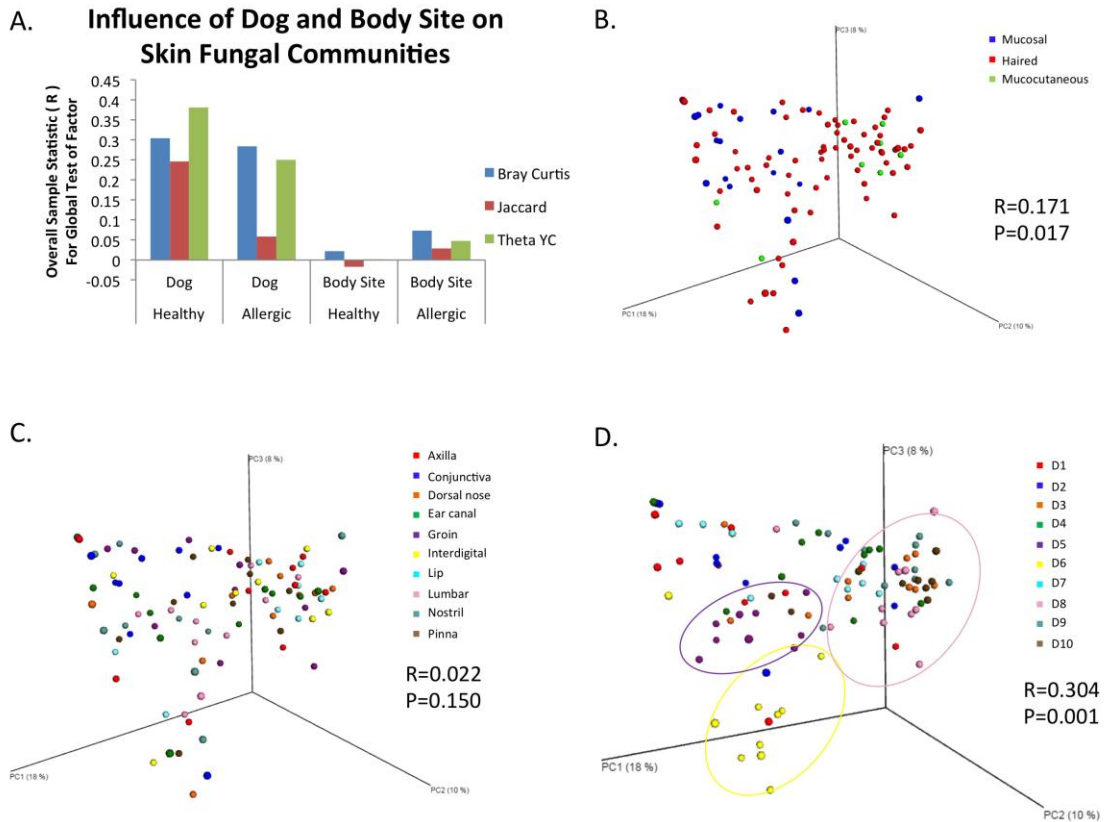 A.
Influence of Dog and Body Site on
Skin Fungal Communities
Overall Sample Statistic ( R )
For Global Test of Factor
0.45
0.4
0.35
0.3
0.25
0.2
0.15
0.1
0.05
0
-0.05
Dog
Dog
Body Site
Body Site
Healthy
Allergic
Healthy
Allergic
Bray Curtis
Jaccard
Theta YC
B.
PC3 (8 %)
Mucosal
Haired
Mucocutaneous
R=0.171
P=0.017
PC1 (18 %)
PC2 (10 %)
C.
PC3 (8 %)
Axilla
Conjunctiva
Dorsal nose
Ear canal
Groin
Interdigital
Lip
Lumbar
Nostril
Pinna
R=0.022
P=0.150
PC1 (18 %)
PC2 (10 %)
D.
PC3 (8 %)
D1
D2
D3
D4
D5
D6
D7
D8
D9
D10
R=0.304
P=0.001
PC1 (18 %)
PC2 (10 %)